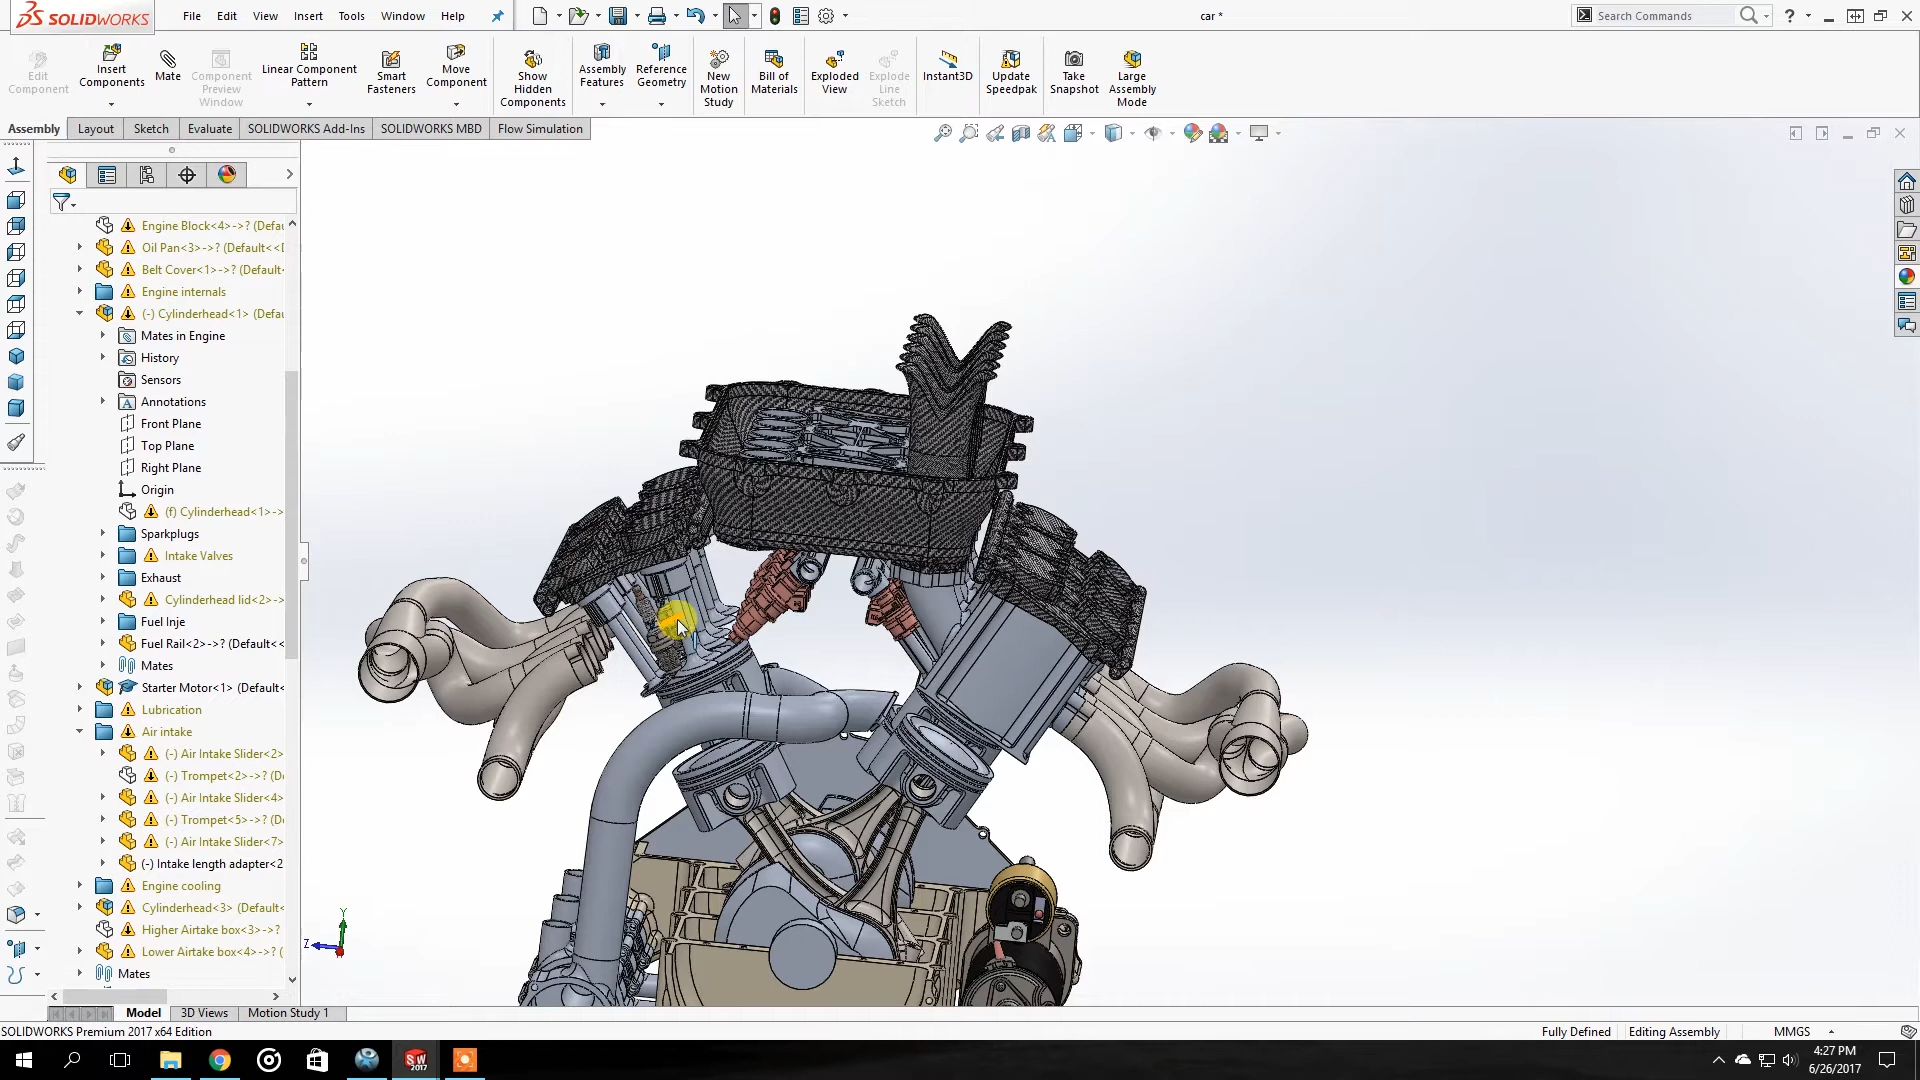 SOLIDWORKS File Edit View Insert Tools Window Help car * Search Commands ?
Edit Component
Insert Components
Mate
Component Preview Window
Linear Component Pattern
Smart Fasteners
Move Component
Show Hidden Components
Assembly Features
Reference Geometry
New Motion Study
Bill of Materials
Exploded View
Explode Line Sketch
Instant3D
Update Speedpak
Take Snapshot
Large Assembly Mode
Assembly Layout Sketch Evaluate SOLIDWORKS Add-Ins SOLIDWORKS MBD Flow Simulation
Engine Block<4>->? (Defau
Oil Pan<3>->? (Default<<D
Belt Cover<1>->? (Default<
Engine internals
(-) Cylinderhead<1> (Defau
Mates in Engine
History
Sensors
Annotations
Front Plane
Top Plane
Right Plane
Origin
(f) Cylinderhead<1>->
Sparkplugs
Intake Valves
Exhaust
Cylinderhead lid<2>->
Fuel Inje
Fuel Rail<2>->? (Default<<
Mates
Starter Motor<1> (Default<
Lubrication
Air intake
(-) Air Intake Slider<2>
(-) Trompet<2>->? (De
(-) Air Intake Slider<4>
(-) Trompet<5>->? (De
(-) Air Intake Slider<7>
(-) Intake length adapter<2
Engine cooling
Cylinderhead<3> (Default<
Higher Airtake box<3>->?
Lower Airtake box<4>->? (
Mates
Y
Z
Model 3D Views Motion Study 1
SOLIDWORKS Premium 2017 x64 Edition Fully Defined Editing Assembly MMGS
SW
2017
4:27 PM
6/26/2017